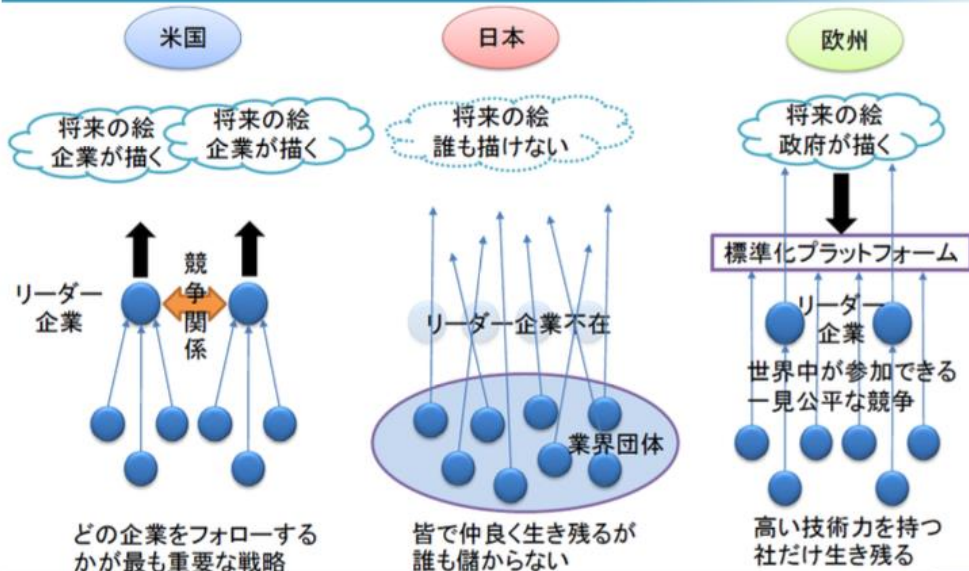 米国
将来の絵
企業が描く
将来の絵
企業が描く
リーダー
企業
競争関係
どの企業をフォローする
かが最も重要な戦略
日本
将来の絵
誰も描けない
リーダー企業不在
業界団体
皆で仲良く生き残るが
誰も儲からない
欧州
将来の絵
政府が描く
標準化プラットフォーム
リーダー
企業
世界中が参加できる
一見公平な競争
高い技術力を持つ
社だけ生き残る